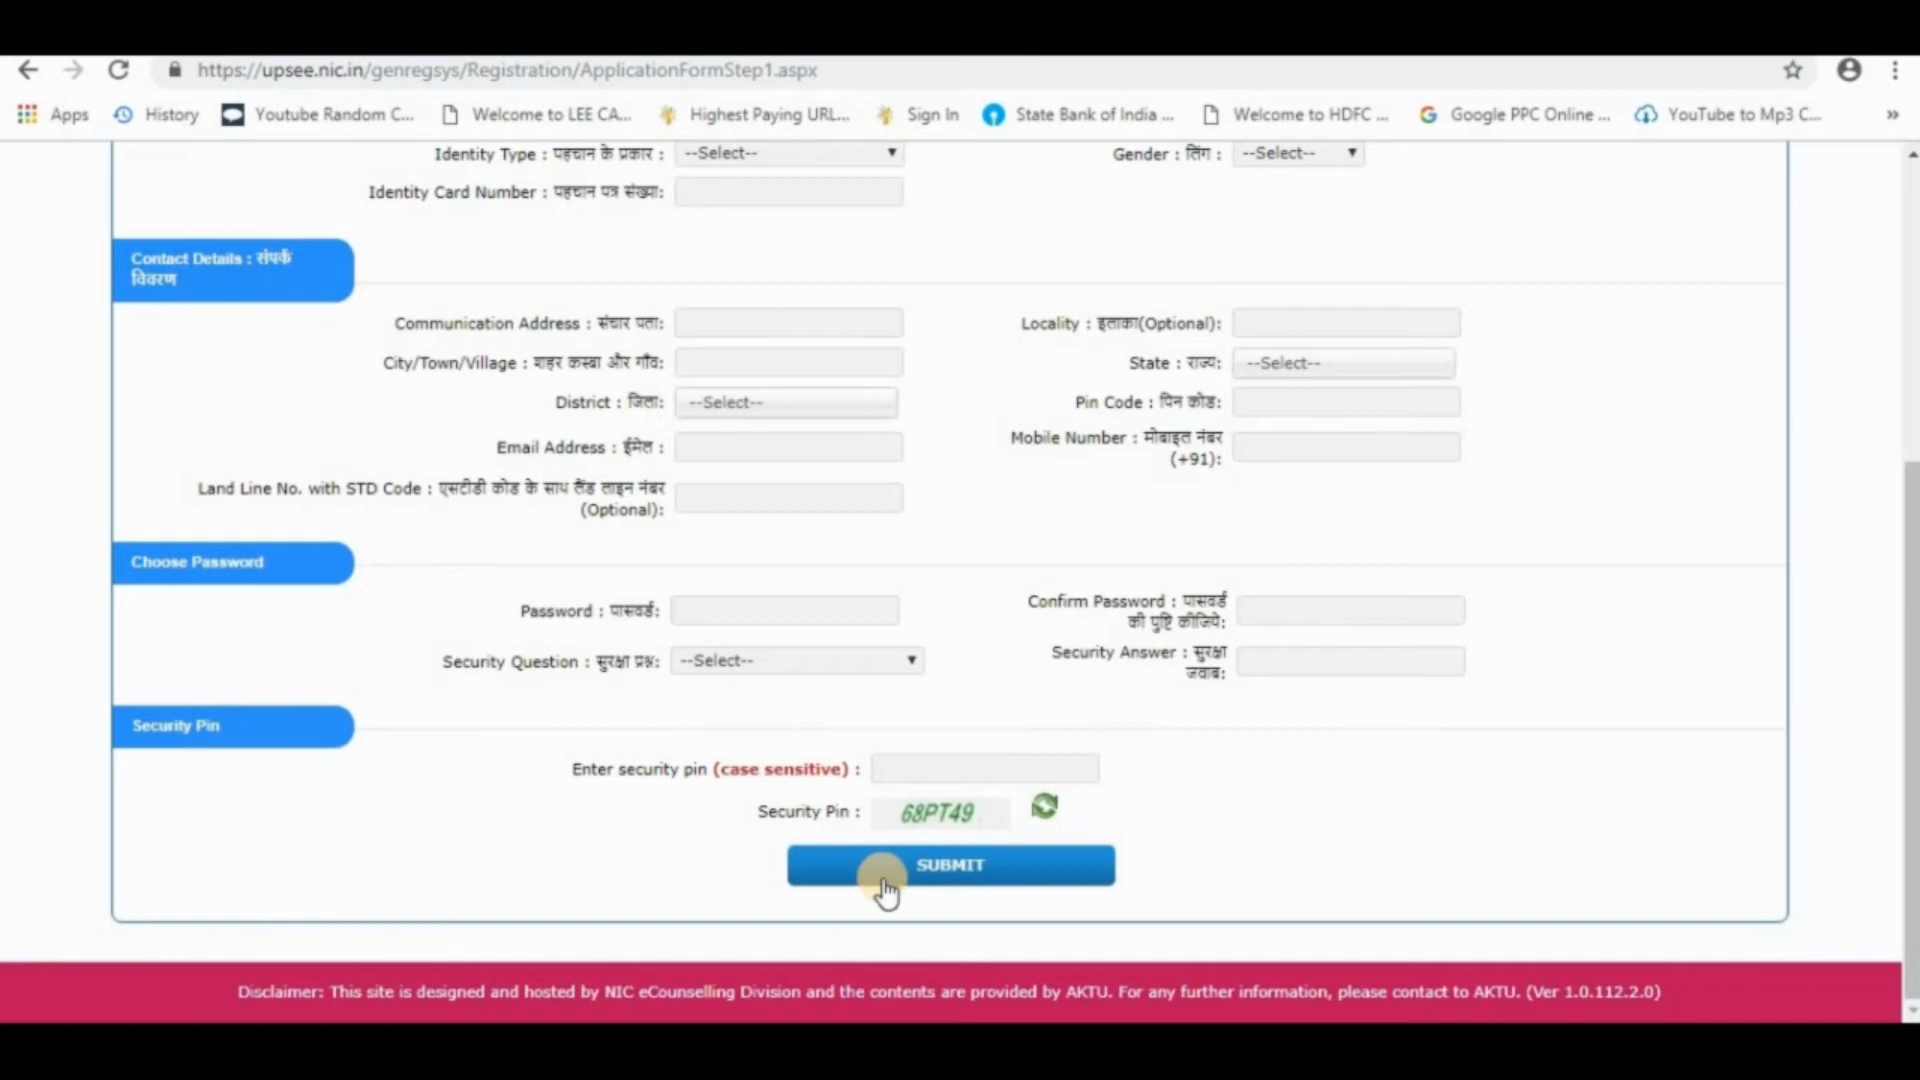 https://upsee.nic.in/genregsys/Registration/ApplicationFormStep1.aspx
Apps History Youtube Random C... Welcome to LEE CA... Highest Paying URL... Sign In State Bank of India ... Welcome to HDFC ... Google PPC Online ... YouTube to Mp3 C... »
Identity Type : पहचान के प्रकार : --Select-- Gender : लिंग : --Select--
Identity Card Number : पहचान पत्र संख्या:
Contact Details : संपर्क
विवरण
Communication Address : संचार पता: Locality : इलाका(Optional):
City/Town/Village : शहर कस्बा और गाँव: State : राज्य: --Select--
District : जिला: --Select-- Pin Code : पिन कोड:
Email Address : ईमेल : Mobile Number : मोबाइल नंबर
(+91):
Land Line No. with STD Code : एसटीडी कोड के साथ लैंड लाइन नंबर
(Optional):
Choose Password
Password : पासवर्ड: Confirm Password : पासवर्ड
की पुष्टि कीजिये:
Security Question : सुरक्षा प्रश्न: --Select-- Security Answer : सुरक्षा
जवाब:
Security Pin
Enter security pin (case sensitive) :
Security Pin : 68PT49
SUBMIT
Disclaimer: This site is designed and hosted by NIC eCounselling Division and the contents are provided by AKTU. For any further information, please contact to AKTU. (Ver 1.0.112.2.0)